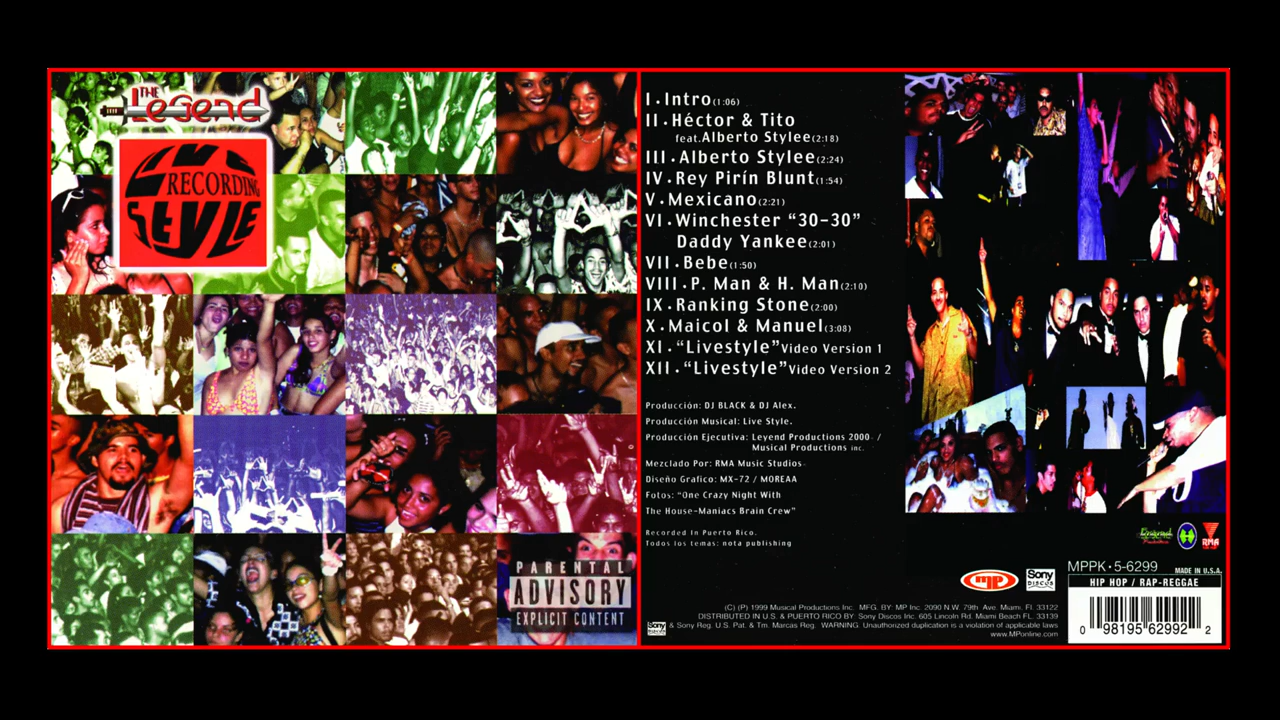 THE
Legend
LIVE
RECORDING
STYLE
PARENTAL
ADVISORY
EXPLICIT CONTENT
I. Intro (1:06)
II. Héctor & Tito
feat. Alberto Stylee (2:18)
III. Alberto Stylee (2:24)
IV. Rey Pirín Blunt (1:54)
V. Mexicano (2:21)
VI. Winchester “30-30”
Daddy Yankee (2:01)
VII. Bebe (1:50)
VIII. P. Man & H. Man (2:10)
IX. Ranking Stone (2:00)
X. Maicol & Manuel (3:08)
XI. “Livestyle” Video Version 1
XII. “Livestyle” Video Version 2
Producción: DJ BLACK & DJ Alex.
Producción Musical: Live Style.
Producción Ejecutiva: Leyend Productions 2000 /
Musical Productions inc.
Mezclado Por: RMA Music Studios
Diseño Grafico: MX-72 / MOREAA
Fotos: “One Crazy Night With
The House-Maniacs Brain Crew”
Recorded In Puerto Rico.
Todos los temas: nota publishing
RMA
mp
Sony
DISCOS
MPPK • 5-6299
MADE IN U.S.A.
HIP HOP / RAP-REGGAE
0 98195 62992 2
(C) (P) 1999 Musical Productions Inc. MFG. BY: MP Inc. 2090 N.W. 79th Ave. Miami, Fl. 33122
DISTRIBUTED IN U.S. & PUERTO RICO BY: Sony Discos Inc. 605 Lincoln Rd. Miami Beach FL. 33139
& Sony Reg. U.S. Pat. & Tm. Marcas Reg. WARNING: Unauthorized duplication is a violation of applicable laws
www.MPonline.com